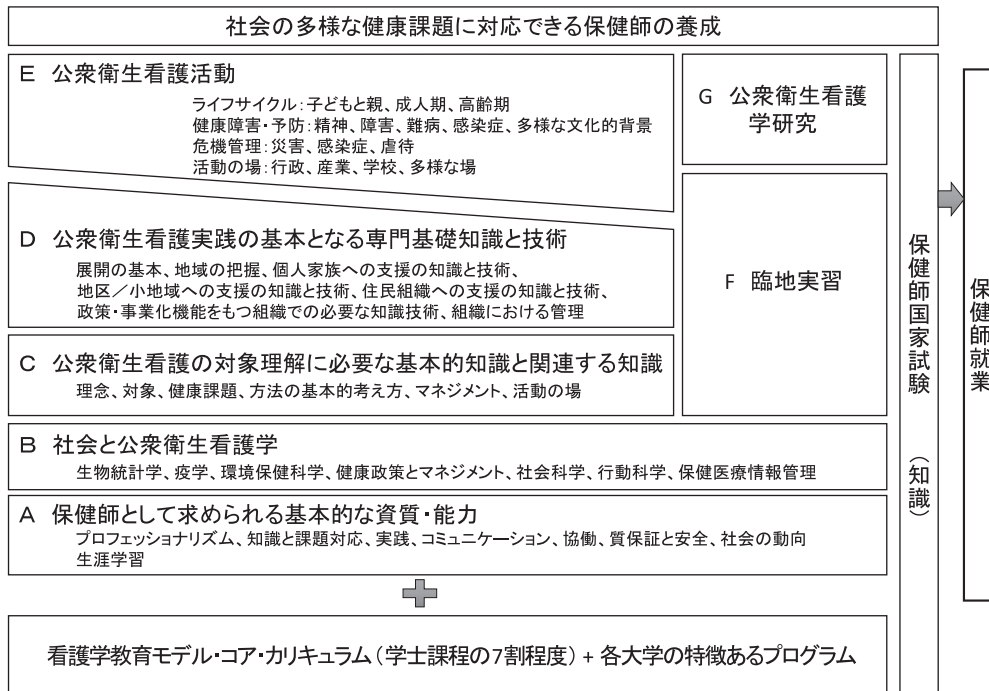 社会の多様な健康課題に対応できる保健師の養成
E 公衆衛生看護活動
ライフサイクル:子どもと親、成人期、高齢期
健康障害・予防:精神、障害、難病、感染症、多様な文化的背景
危機管理:災害、感染症、虐待
活動の場:行政、産業、学校、多様な場
G 公衆衛生看護
学研究
D 公衆衛生看護実践の基本となる専門基礎知識と技術
展開の基本、地域の把握、個人家族への支援の知識と技術、
地区/小地域への支援の知識と技術、住民組織への支援の知識と技術、
政策・事業化機能をもつ組織での必要な知識技術、組織における管理
F 臨地実習
C 公衆衛生看護の対象理解に必要な基本的知識と関連する知識
理念、対象、健康課題、方法の基本的考え方、マネジメント、活動の場
B 社会と公衆衛生看護学
生物統計学、疫学、環境保健科学、健康政策とマネジメント、社会科学、行動科学、保健医療情報管理
A 保健師として求められる基本的な資質・能力
プロフェッショナリズム、知識と課題対応、実践、コミュニケーション、協働、質保証と安全、社会の動向
生涯学習
看護学教育モデル・コア・カリキュラム(学士課程の7割程度)+ 各大学の特徴あるプログラム
保健師国家試験 (知識)
保健師就業